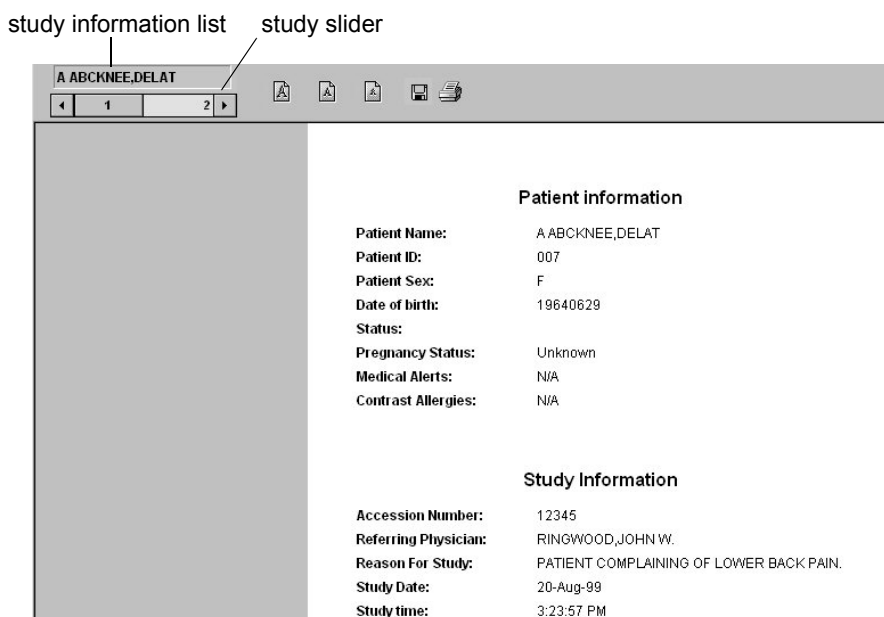 study information list study slider
A ABCKNEE,DELAT
1 2
A A A
Patient information
Patient Name: A ABCKNEE,DELAT
Patient ID: 007
Patient Sex: F
Date of birth: 19640629
Status:
Pregnancy Status: Unknown
Medical Alerts: N/A
Contrast Allergies: N/A
Study Information
Accession Number: 12345
Referring Physician: RINGWOOD,JOHN W.
Reason For Study: PATIENT COMPLAINING OF LOWER BACK PAIN.
Study Date: 20-Aug-99
Study time: 3:23:57 PM